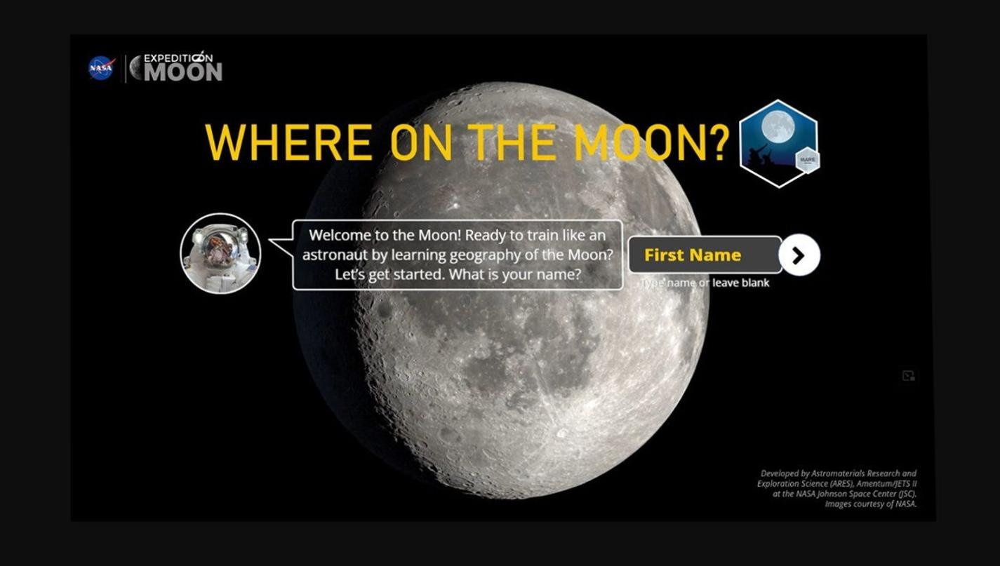 NASA
EXPEDITION
MOON
WHERE ON THE MOON?
MARE
Welcome to the Moon! Ready to train like an
astronaut by learning geography of the Moon?
Let's get started. What is your name?
First Name
Type name or leave blank
Developed by Astromaterials Research and
Exploration Science (ARES), Amentum/JETS II
at the NASA Johnson Space Center (JSC).
Images courtesy of NASA.